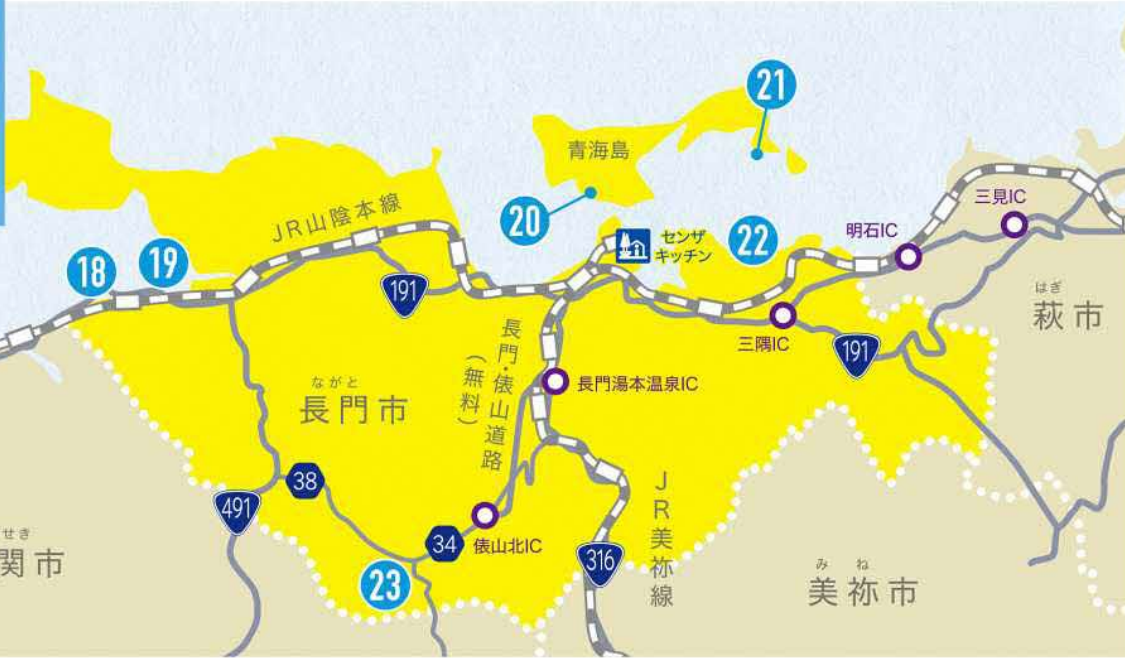 21
青海島
20
JR山陰本線
三見IC
明石IC
センザ
キッチン
22
18
19
191
はぎ
萩市
三隅IC
191
長門・俵山道路
(無料)
長門湯本温泉IC
ながと
長門市
38
491
34
俵山北IC
JR美祢線
316
せき
関市
23
みね
美祢市